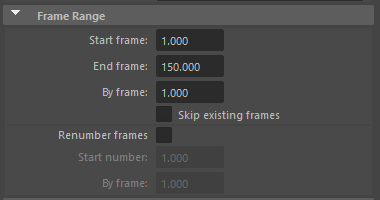 Frame Range
Start frame: 1.000
End frame: 150.000
By frame: 1.000
Skip existing frames
Renumber frames
Start number: 1.000
By frame: 1.000